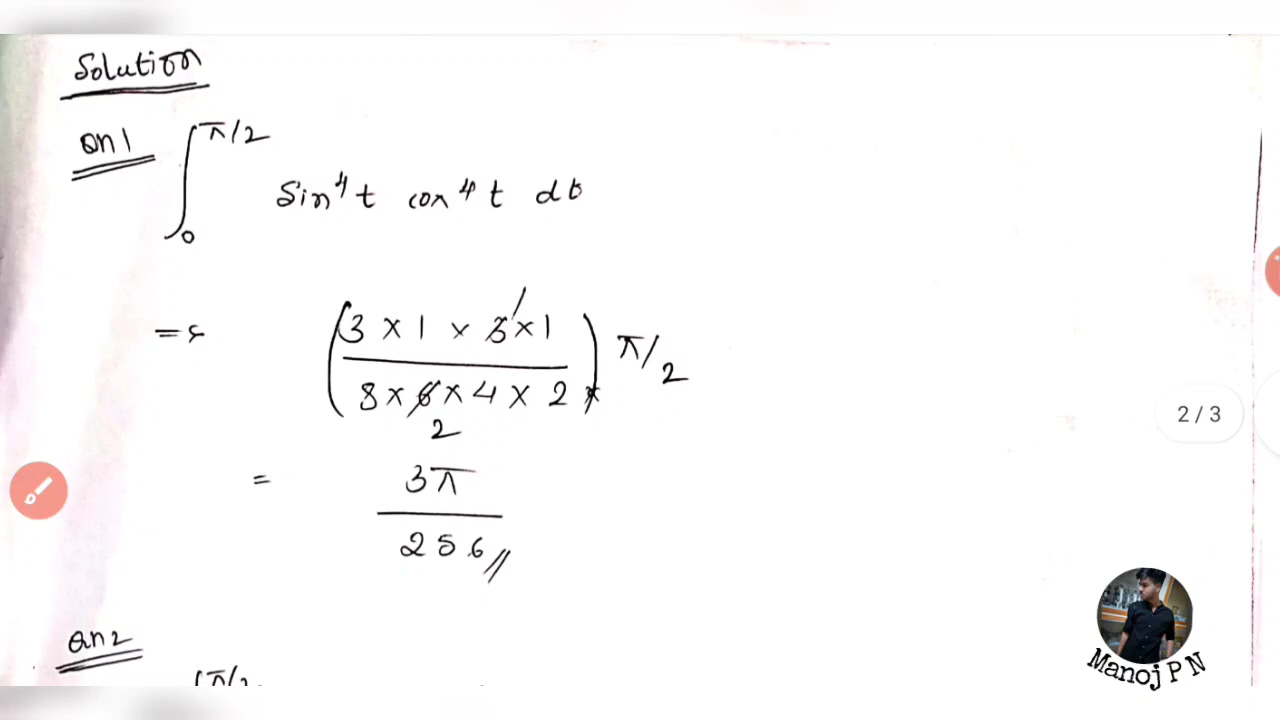 Solution
Qn1 ∫₀^π/2 Sin⁴t cos⁴t dt
= (3 × 1 × 3 × 1 / 8 × 6 × 4 × 2) π/2
2
= 3π / 256 //
Qn2
∫π/2
2 / 3
Manoj P N